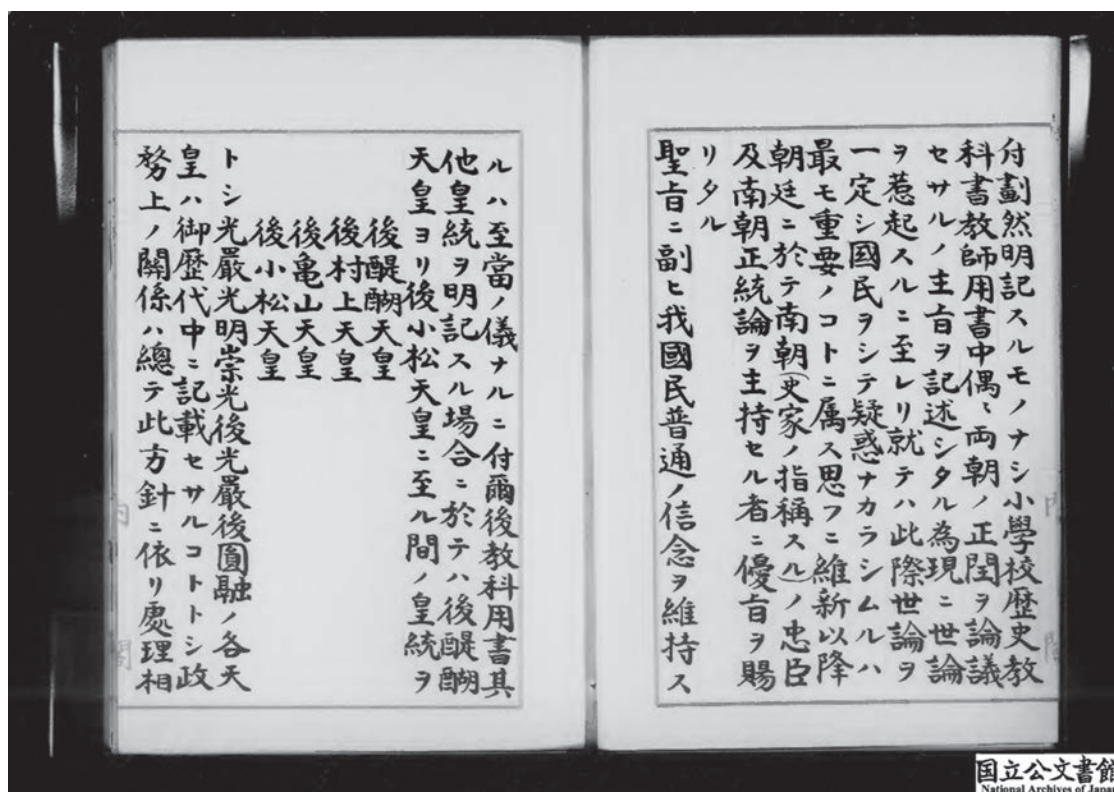 付劃然明記スルモノナシ小學校歴史教
科書教師用書中偶〻両朝ノ正閏ヲ論議
セサルノ主旨ヲ記述シタル為現ニ世論
ヲ惹起スルニ至レリ就テハ此際世論ヲ
一定シ國民ヲシテ疑惑ナカラシムルハ
最モ重要ノコトニ属ス思フニ維新以降
朝廷ニ於テ南朝(史家ノ指稱スル)ノ忠臣
及南朝正統論ヲ主持セル者ニ優旨ヲ賜
リタル
聖旨ニ副ヒ我國民普通ノ信念ヲ維持ス
ルハ至當ノ儀ナルニ付爾後教科用書其
他皇統ヲ明記スル場合ニ於テハ後醍醐
天皇ヨリ後小松天皇ニ至ル間ノ皇統ヲ
後醍醐天皇
後村上天皇
後亀山天皇
後小松天皇
トシ光嚴光明崇光後光嚴後圓融ノ各天
皇ハ御歴代中ニ記載セサルコトトシ政
務上ノ關係ハ總テ此方針ニ依リ處理相
内閣
国立公文書館
National Archives of Japan